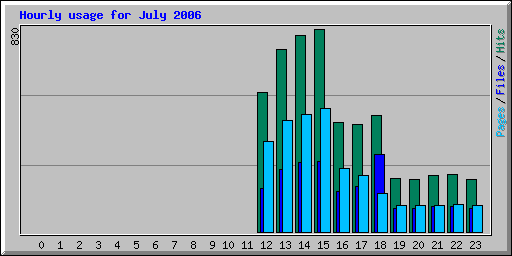 Hourly usage for July 2006
830
Pages / Files / Hits
0 1 2 3 4 5 6 7 8 9 10 11 12 13 14 15 16 17 18 19 20 21 22 23